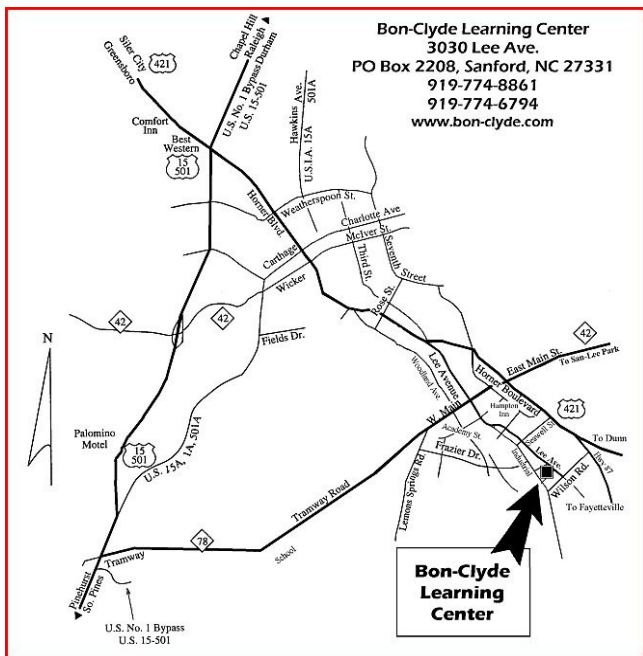 Bon-Clyde Learning Center
3030 Lee Ave.
PO Box 2208, Sanford, NC 27331
919-774-8861
919-774-6794
www.bon-clyde.com
Siler City
Greensboro
421
Chapel Hill
Raleigh
Durham
U.S. No. 1 Bypass
U.S. 15-501
Comfort
Inn
Best
Western
15
501
Hawkins Ave.
501A
U.S.I.A. 15A
Horner Blvd.
Weatherspoon St.
Charlotte Ave
McIver St.
Carthage
Wicker
Third St.
Seventh
Street
Rose St.
42
42
Fields Dr.
N
Woodland Ave.
Lee Avenue
Horner Boulevard
East Main St.
42
To San-Lee Park
W. Main
Hampton
Inn
421
Seawell St
Academy St.
Frazier Dr.
Industrial
Lee Ave.
Wilson Rd.
To Dunn
Hwy 87
To Fayetteville
Lemons Springs Rd.
Palomino
Motel
15
501
U.S. 15A, 1A, 501A
Tramway Road
78
School
Tramway
Pinehurst
So. Pines
U.S. No. 1 Bypass
U.S. 15-501
Bon-Clyde
Learning
Center